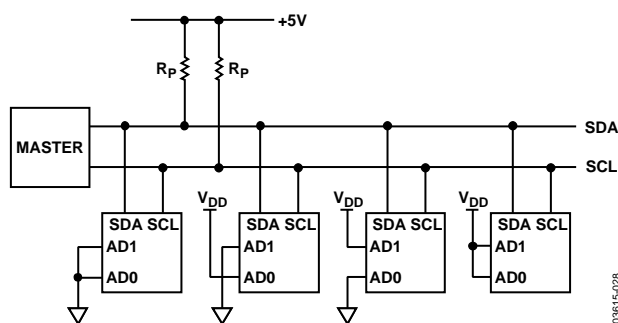 +5V
RP RP
MASTER
SDA
SCL
SDA SCL
AD1
AD0
VDD
SDA SCL
AD1
AD0
VDD
SDA SCL
AD1
AD0
VDD
SDA SCL
AD1
AD0
03615-028